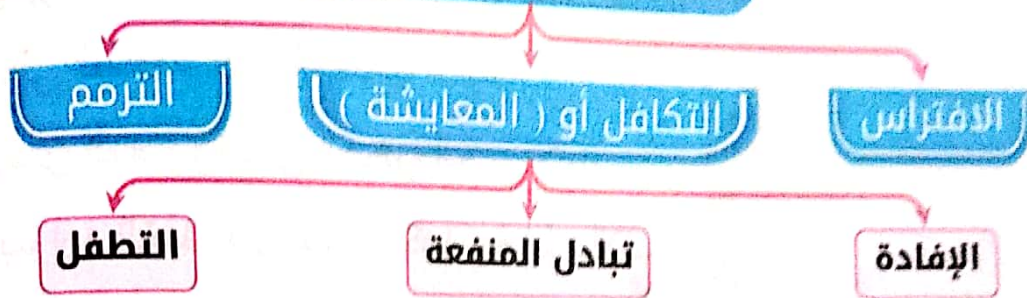 الافتراس
التكافل أو ( المعايشة )
الترمم
الإفادة
تبادل المنفعة
التطفل